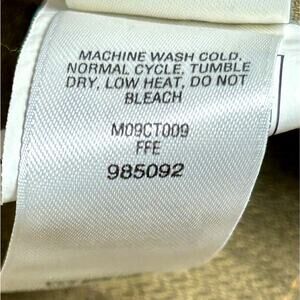 MACHINE WASH COLD,
NORMAL CYCLE, TUMBLE
DRY, LOW HEAT, DO NOT
BLEACH
M09CT009
FFE
985092